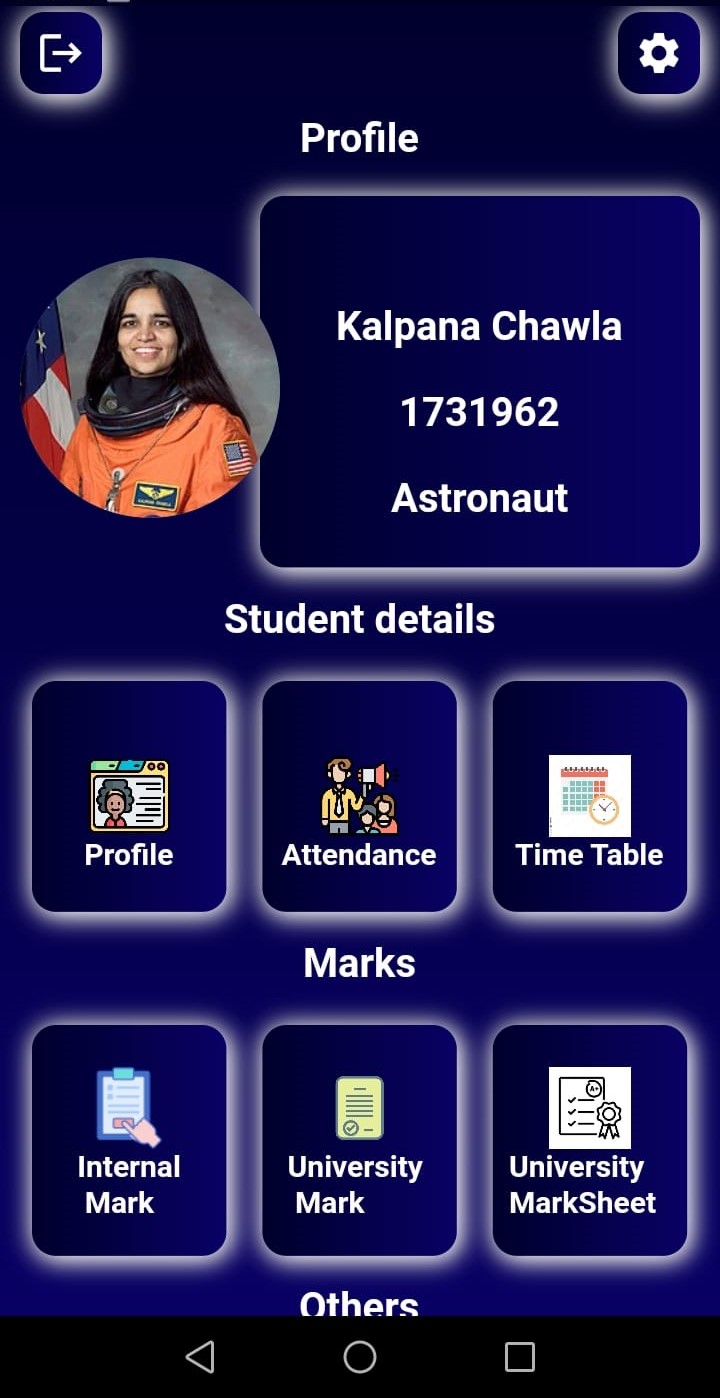 Profile
Kalpana Chawla
1731962
Astronaut
Student details
Profile
Attendance
Time Table
Marks
Internal
Mark
University
Mark
A+
University
MarkSheet
Others